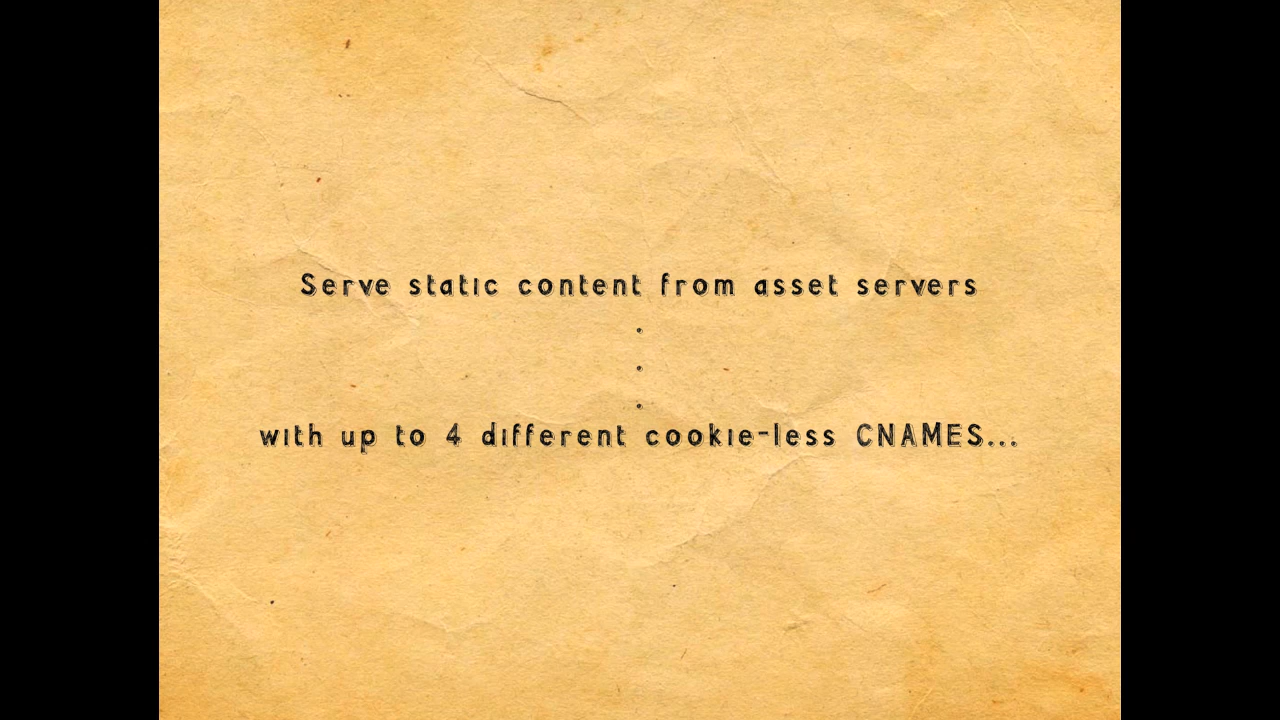 Serve static content from asset servers
.
.
.
with up to 4 different cookie-less CNAMES...